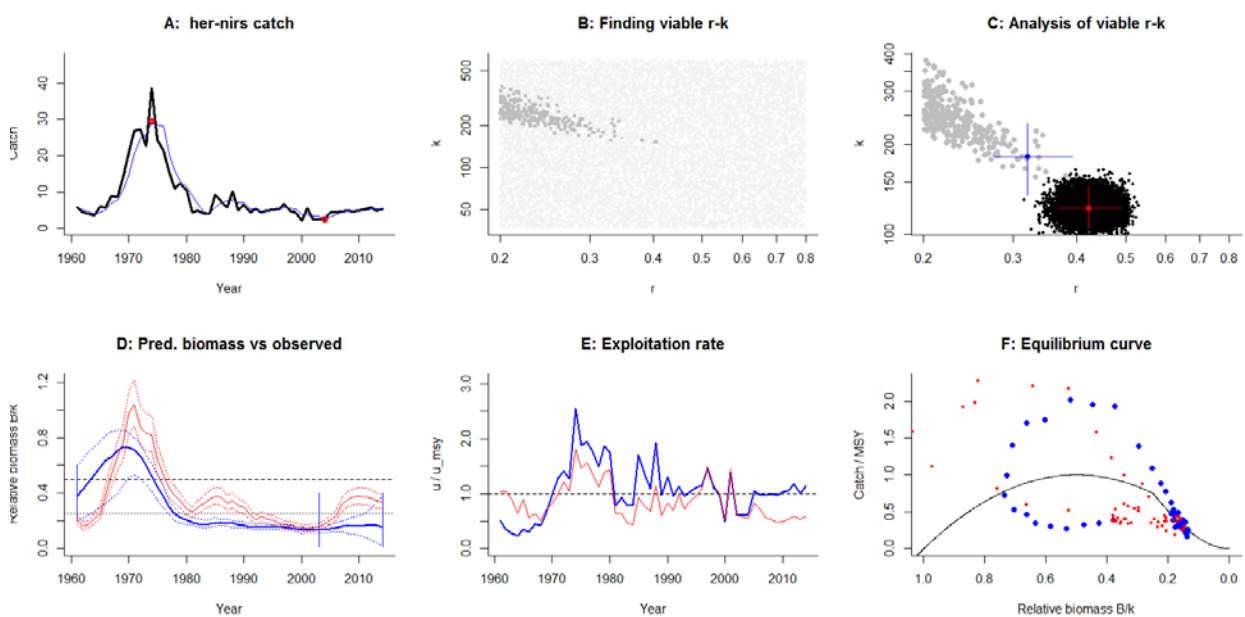 A: her-nirs catch
B: Finding viable r-k
C: Analysis of viable r-k
Catch
40
30
20
10
0
1960 1970 1980 1990 2000 2010
Year
k
500
200
100
50
0.2 0.3 0.4 0.5 0.6 0.7 0.8
r
k
400
300
200
150
100
0.2 0.3 0.4 0.5 0.6 0.7 0.8
r
D: Pred. biomass vs observed
E: Exploitation rate
F: Equilibrium curve
Relative biomass B/k
1.2
0.8
0.4
0.0
1960 1970 1980 1990 2000 2010
Year
u / u_msy
3.0
2.0
1.0
0.0
1960 1970 1980 1990 2000 2010
Year
Catch / MSY
2.0
1.5
1.0
0.5
0.0
1.0 0.8 0.6 0.4 0.2 0.0
Relative biomass B/k